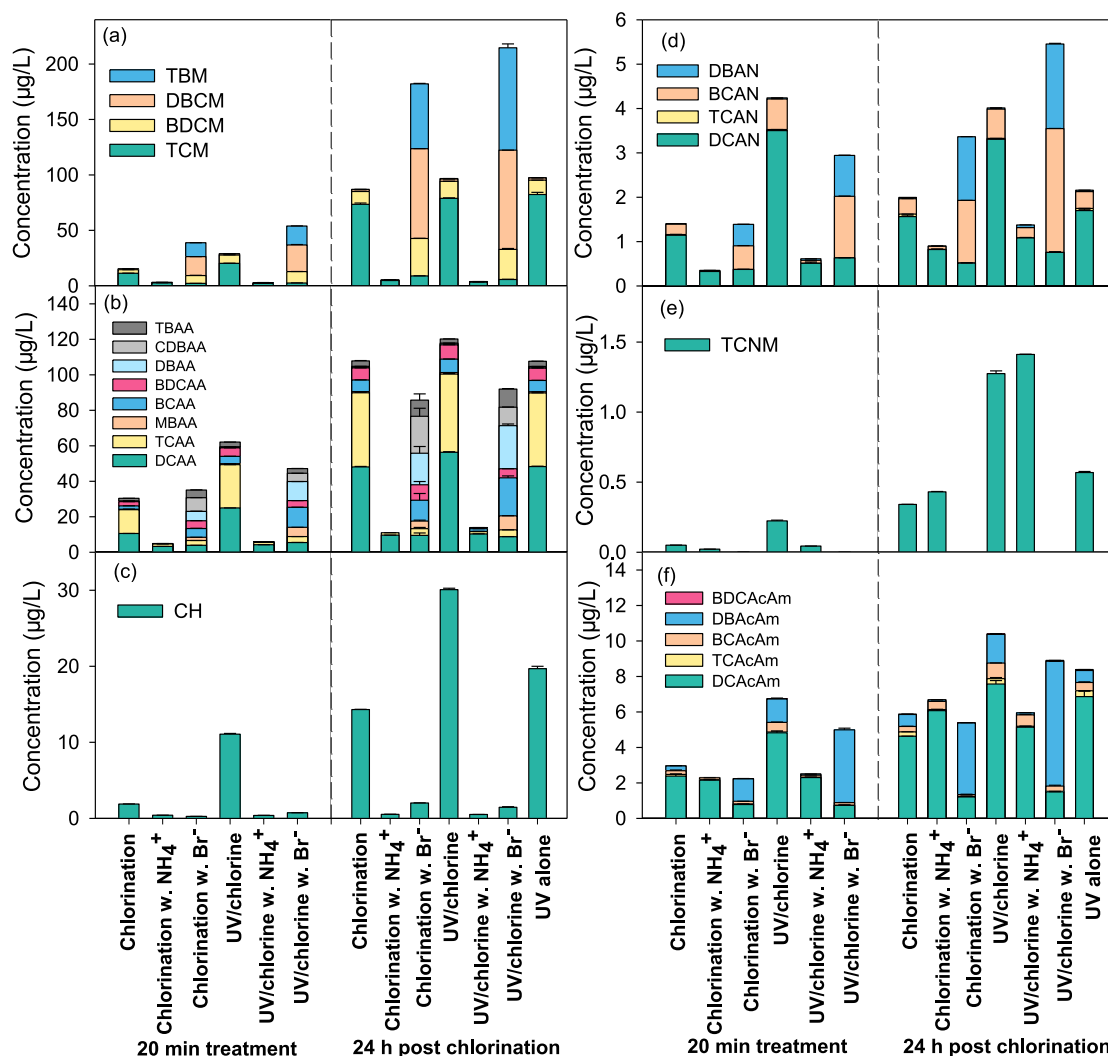 (a)
TBM
DBCM
BDCM
TCM
Concentration (µg/L)
200
150
100
50
0
(b)
TBAA
CDBAA
DBAA
BDCAA
BCAA
MBAA
TCAA
DCAA
Concentration (µg/L)
140
120
100
80
60
40
20
0
(c)
CH
Concentration (µg/L)
30
20
10
0
Chlorination
Chlorination w. NH4+
Chlorination w. Br-
UV/chlorine
UV/chlorine w. NH4+
UV/chlorine w. Br-
Chlorination
Chlorination w. NH4+
Chlorination w. Br-
UV/chlorine
UV/chlorine w. NH4+
UV/chlorine w. Br-
UV alone
20 min treatment
24 h post chlorination
(d)
DBAN
BCAN
TCAN
DCAN
Concentration (µg/L)
6
5
4
3
2
1
0
(e)
TCNM
Concentration (µg/L)
1.5
1.0
0.5
0.0
(f)
BDCAcAm
DBAcAm
BCAcAm
TCAcAm
DCAcAm
Concentration (µg/L)
14
12
10
8
6
4
2
0
Chlorination
Chlorination w. NH4+
Chlorination w. Br-
UV/chlorine
UV/chlorine w. NH4+
UV/chlorine w. Br-
Chlorination
Chlorination w. NH4+
Chlorination w. Br-
UV/chlorine
UV/chlorine w. NH4+
UV/chlorine w. Br-
UV alone
20 min treatment
24 h post chlorination